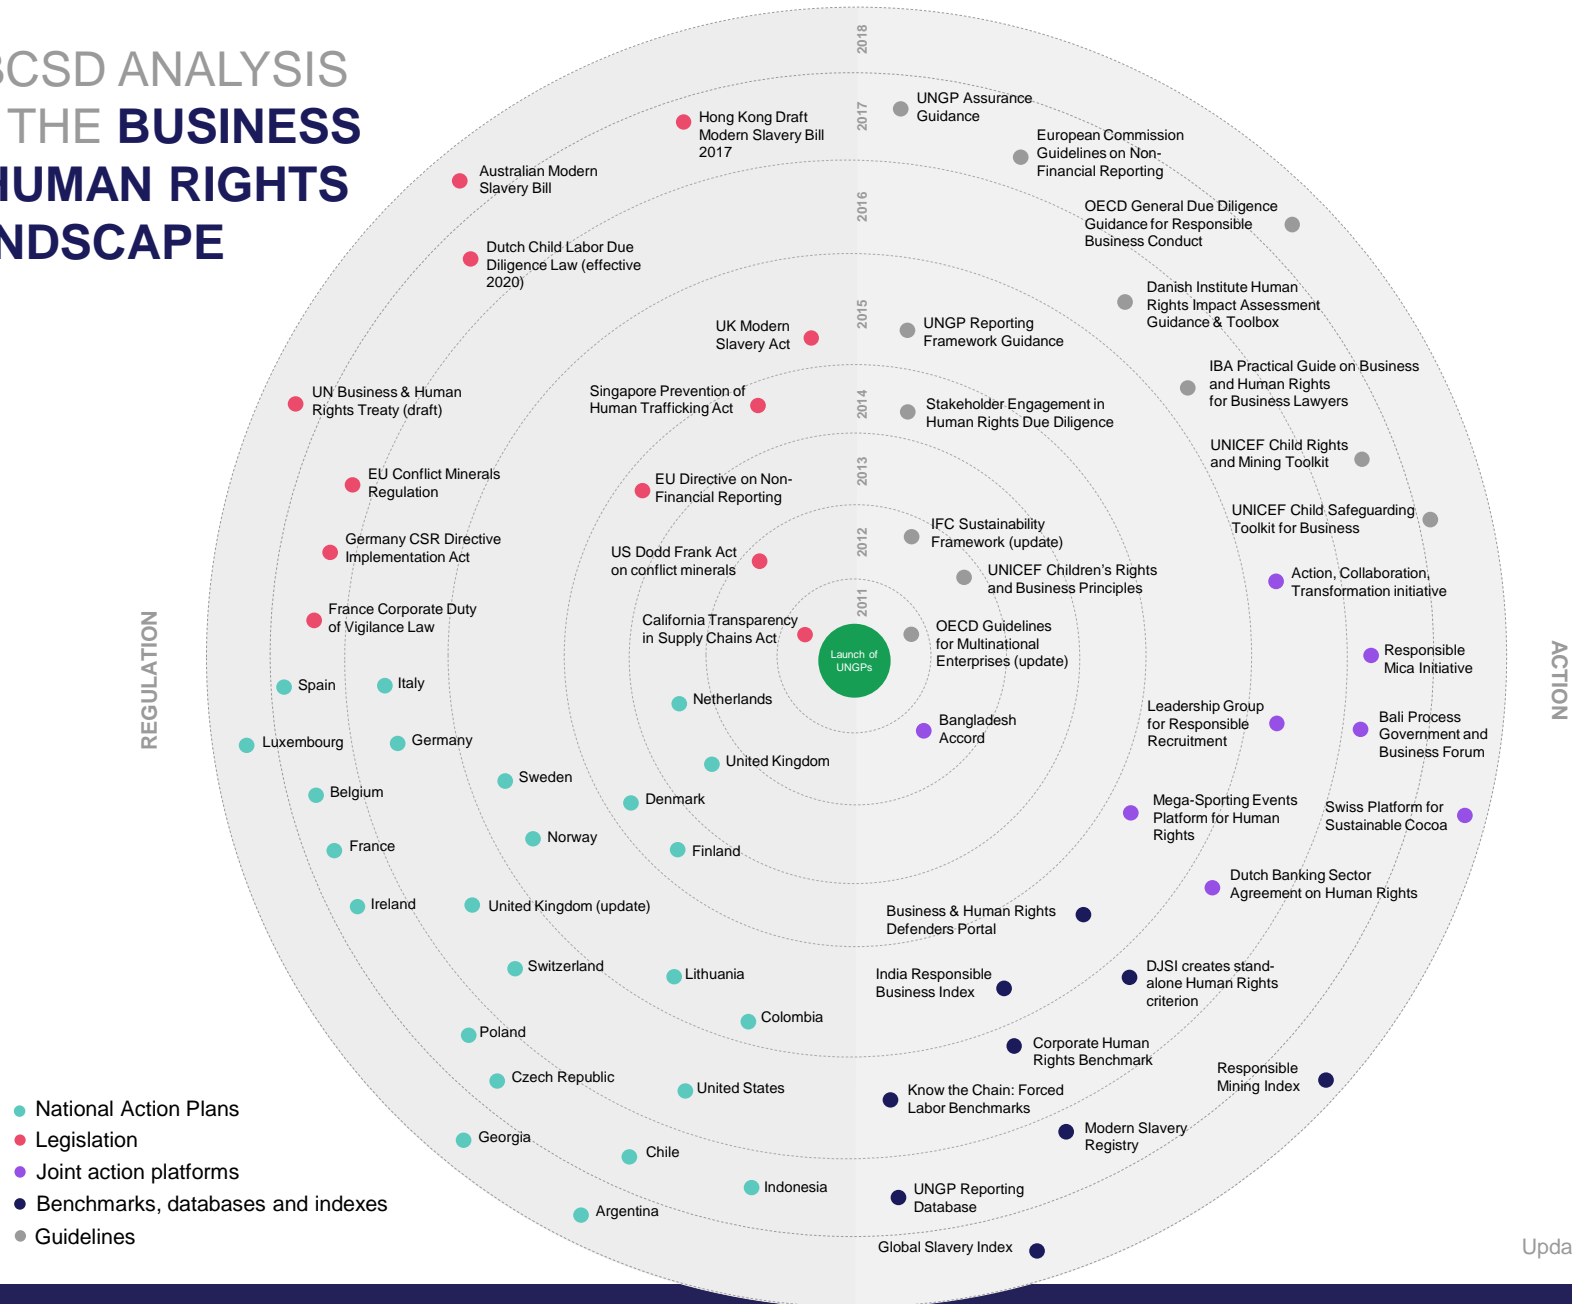 BCSD ANALYSIS
THE BUSINESS
HUMAN RIGHTS
NDSCAPE
2018
2017
2016
2015
2014
2013
2012
2011
Launch of
UNGPs
REGULATION
ACTION
Hong Kong Draft
Modern Slavery Bill
2017
Australian Modern
Slavery Bill
Dutch Child Labor Due
Diligence Law (effective
2020)
UK Modern
Slavery Act
Singapore Prevention of
Human Trafficking Act
UN Business & Human
Rights Treaty (draft)
EU Conflict Minerals
Regulation
EU Directive on Non-
Financial Reporting
Germany CSR Directive
Implementation Act
US Dodd Frank Act
on conflict minerals
France Corporate Duty
of Vigilance Law
California Transparency
in Supply Chains Act
UNGP Assurance
Guidance
European Commission
Guidelines on Non-
Financial Reporting
OECD General Due Diligence
Guidance for Responsible
Business Conduct
Danish Institute Human
Rights Impact Assessment
Guidance & Toolbox
UNGP Reporting
Framework Guidance
IBA Practical Guide on Business
and Human Rights
for Business Lawyers
Stakeholder Engagement in
Human Rights Due Diligence
UNICEF Child Rights
and Mining Toolkit
UNICEF Child Safeguarding
Toolkit for Business
IFC Sustainability
Framework (update)
UNICEF Children's Rights
and Business Principles
OECD Guidelines
for Multinational
Enterprises (update)
Action, Collaboration,
Transformation initiative
Responsible
Mica Initiative
Leadership Group
for Responsible
Recruitment
Bali Process
Government and
Business Forum
Bangladesh
Accord
Mega-Sporting Events
Platform for Human
Rights
Swiss Platform for
Sustainable Cocoa
Dutch Banking Sector
Agreement on Human Rights
Business & Human Rights
Defenders Portal
India Responsible
Business Index
DJSI creates stand-
alone Human Rights
criterion
Corporate Human
Rights Benchmark
Responsible
Mining Index
Know the Chain: Forced
Labor Benchmarks
Modern Slavery
Registry
UNGP Reporting
Database
Global Slavery Index
Spain
Italy
Netherlands
Luxembourg
Germany
United Kingdom
Sweden
Belgium
Denmark
Norway
France
Finland
Ireland
United Kingdom (update)
Switzerland
Lithuania
Colombia
Poland
Czech Republic
United States
Georgia
Chile
Indonesia
Argentina
National Action Plans
Legislation
Joint action platforms
Benchmarks, databases and indexes
Guidelines
Upda